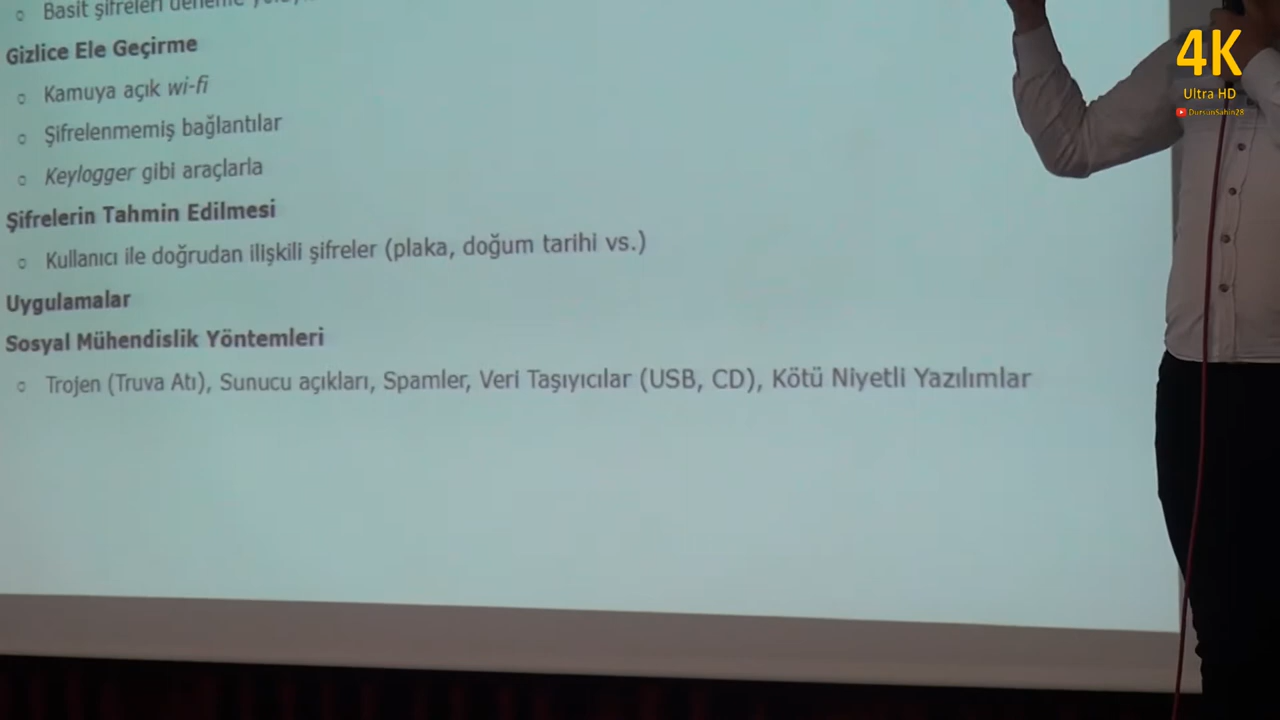 Basit şifreleri deneme
Gizlice Ele Geçirme
Kamuya açık wi-fi
Şifrelenmemiş bağlantılar
Keylogger gibi araçlarla
Şifrelerin Tahmin Edilmesi
Kullanıcı ile doğrudan ilişkili şifreler (plaka, doğum tarihi vs.)
Uygulamalar
Sosyal Mühendislik Yöntemleri
Trojen (Truva Atı), Sunucu açıkları, Spamler, Veri Taşıyıcılar (USB, CD), Kötü Niyetli Yazılımlar
4K
Ultra HD
DursunSahin28